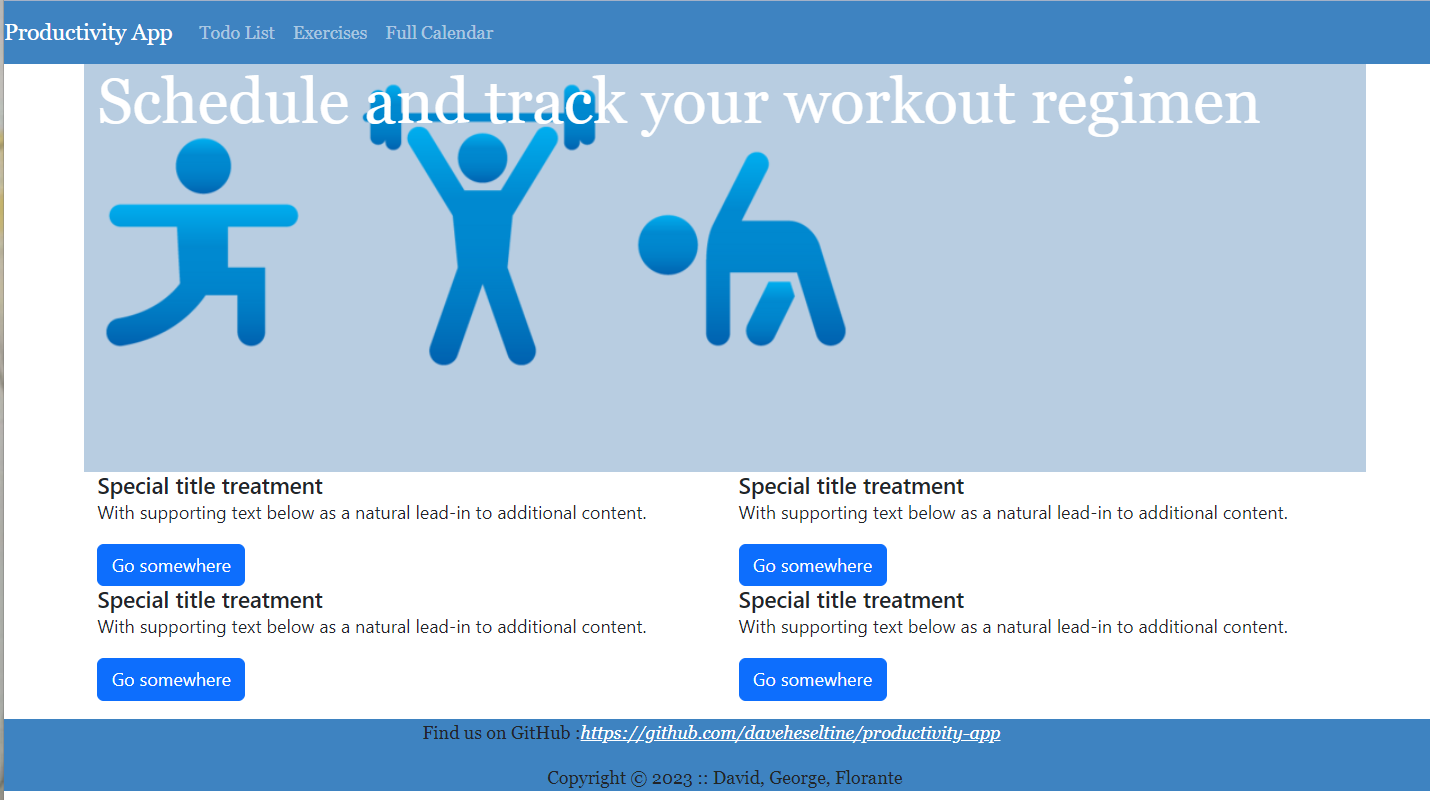 Productivity App Todo List Exercises Full Calendar
Schedule and track your workout regimen
Special title treatment
With supporting text below as a natural lead-in to additional content.
Go somewhere
Special title treatment
With supporting text below as a natural lead-in to additional content.
Go somewhere
Special title treatment
With supporting text below as a natural lead-in to additional content.
Go somewhere
Special title treatment
With supporting text below as a natural lead-in to additional content.
Go somewhere
Find us on GitHub :https://github.com/daveheseltine/productivity-app
Copyright © 2023 :: David, George, Florante